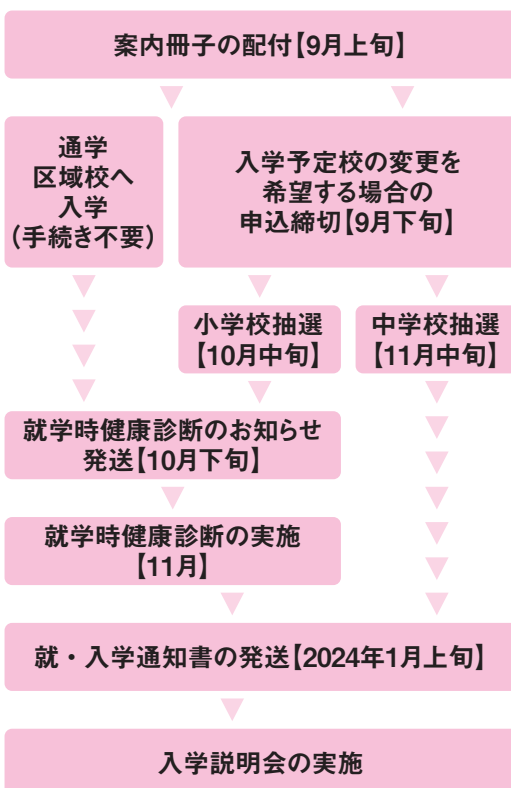 案内冊子の配付【9月上旬】
通学
区域校へ
入学
(手続き不要)
入学予定校の変更を
希望する場合の
申込締切【9月下旬】
小学校抽選
【10月中旬】
中学校抽選
【11月中旬】
就学時健康診断のお知らせ
発送【10月下旬】
就学時健康診断の実施
【11月】
就・入学通知書の発送【2024年1月上旬】
入学説明会の実施